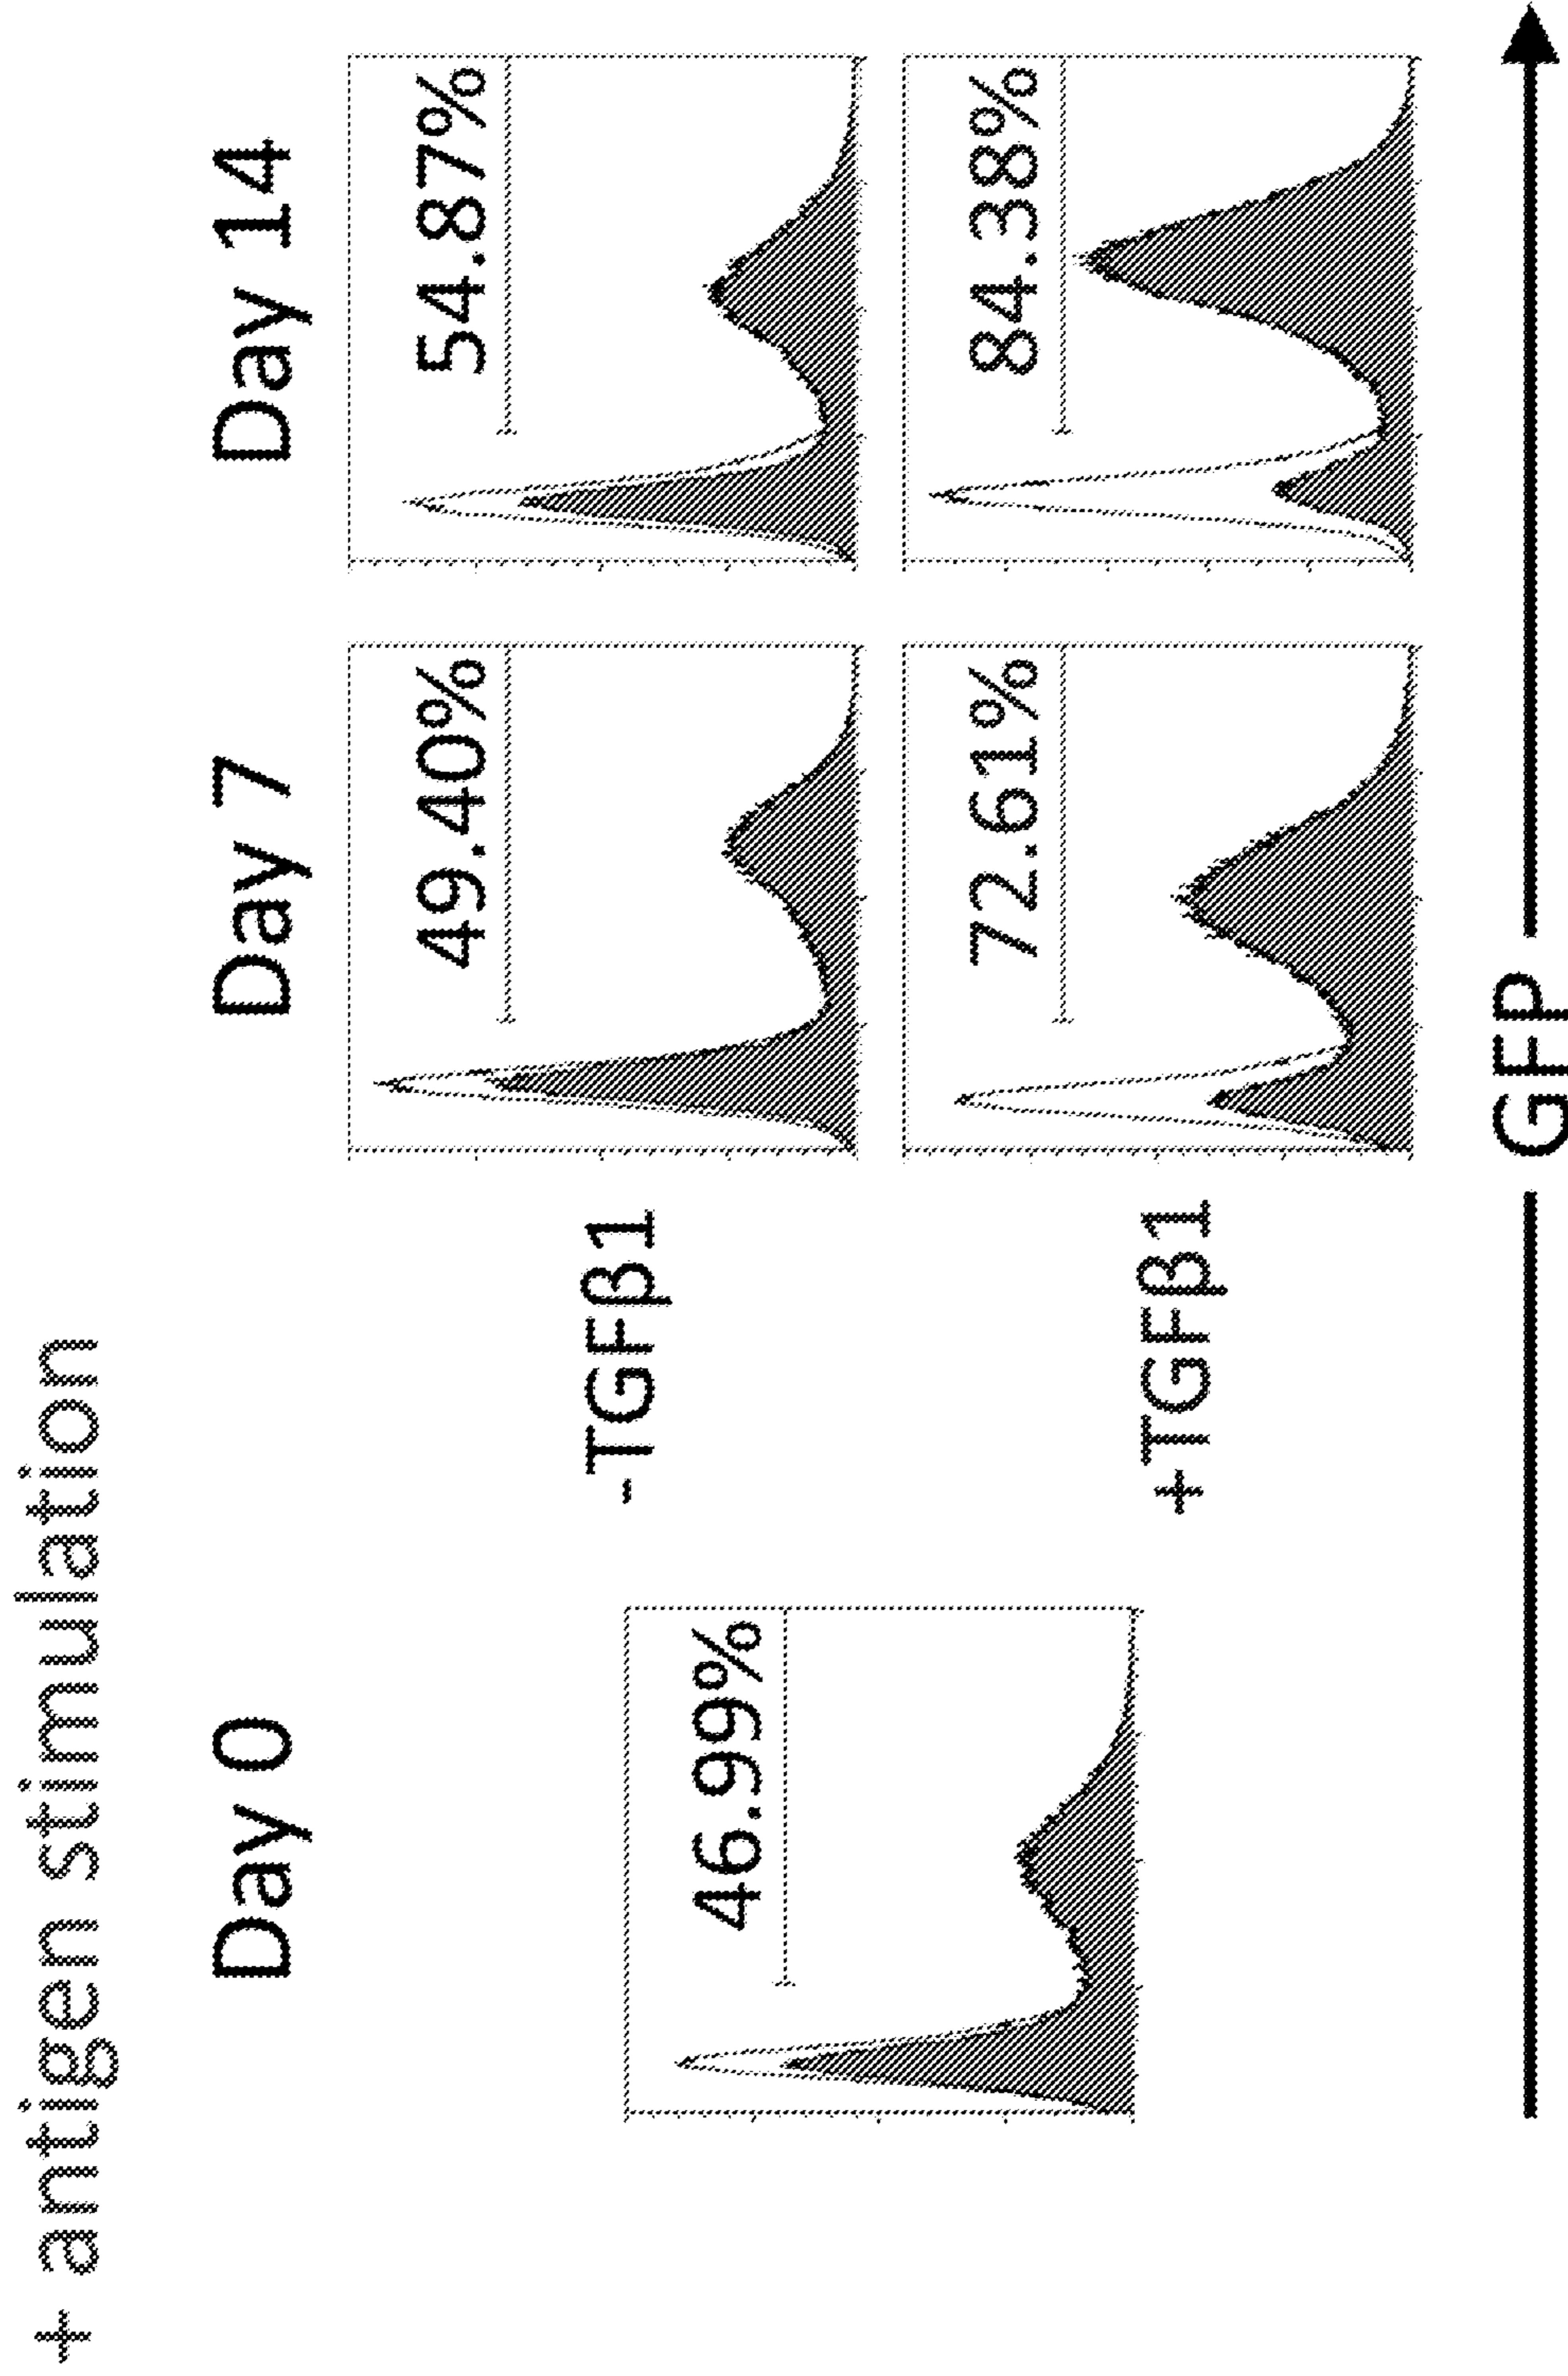 + antigen stimulation
Day 0
Day 7
Day 14
-TGFβ1
49.40%
54.87%
46.99%
+TGFβ1
72.61%
84.38%
GFP